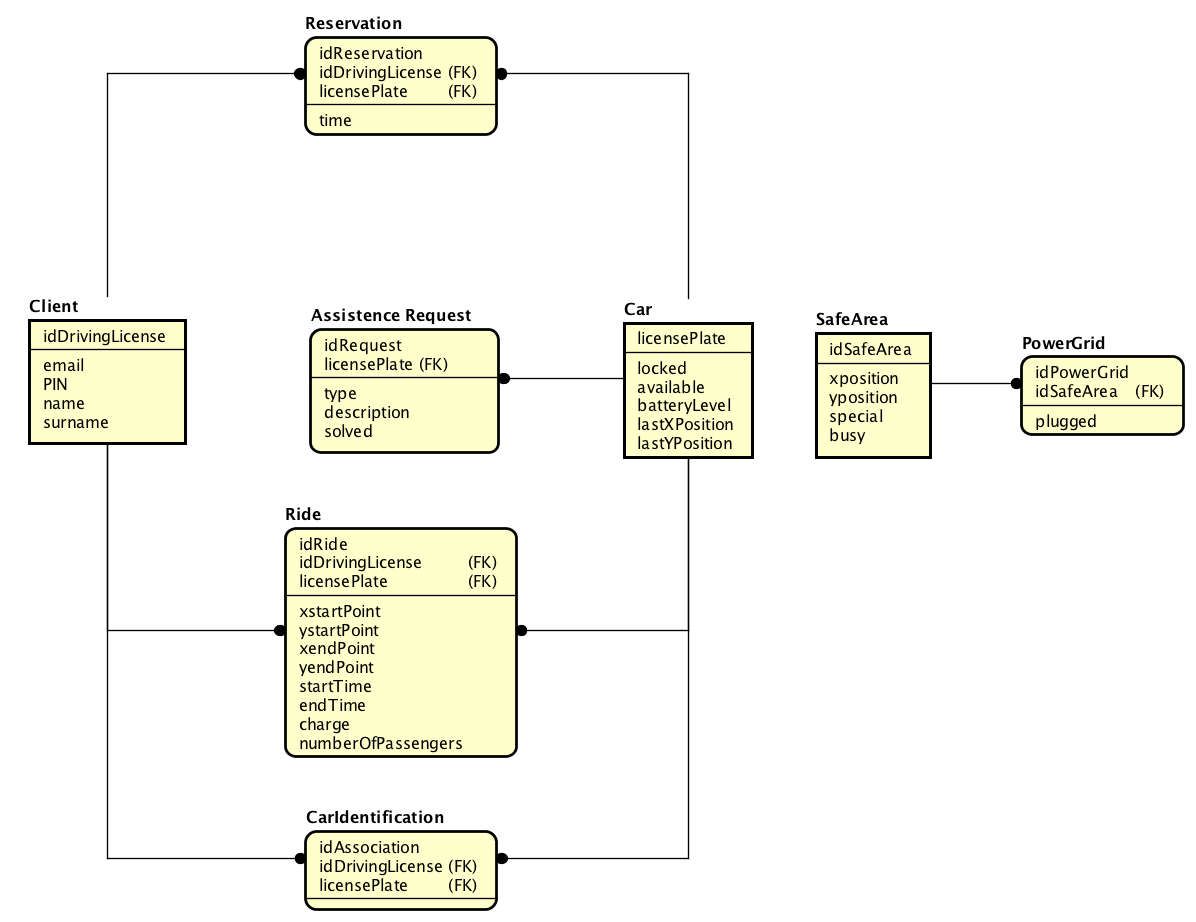 Reservation
idReservation
idDrivingLicense (FK)
licensePlate (FK)
time
Client
idDrivingLicense
email
PIN
name
surname
Assistence Request
idRequest
licensePlate (FK)
type
description
solved
Car
licensePlate
locked
available
batteryLevel
lastXPosition
lastYPosition
SafeArea
idSafeArea
xposition
yposition
special
busy
PowerGrid
idPowerGrid
idSafeArea (FK)
plugged
Ride
idRide
idDrivingLicense (FK)
licensePlate (FK)
xstartPoint
ystartPoint
xendPoint
yendPoint
startTime
endTime
charge
numberOfPassengers
CarIdentification
idAssociation
idDrivingLicense (FK)
licensePlate (FK)